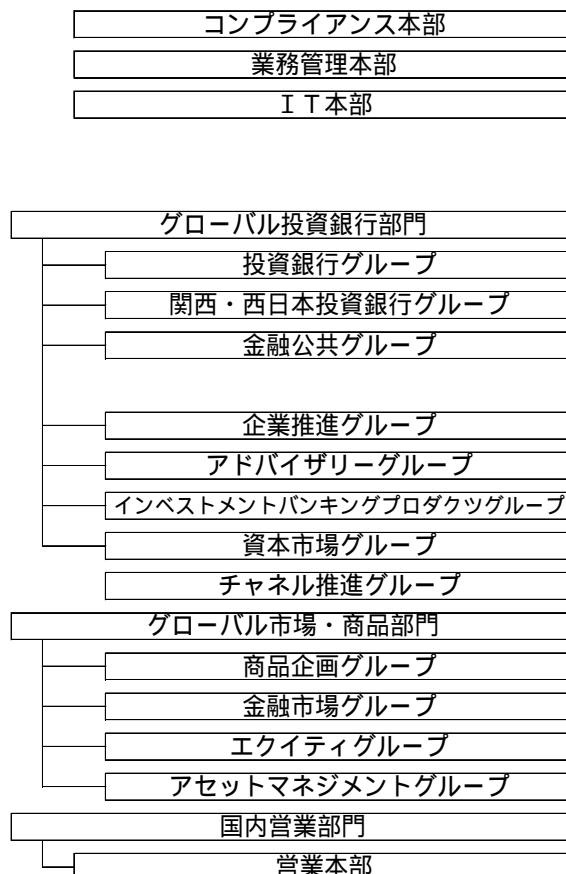 コンプライアンス本部
業務管理本部
ＩＴ本部
グローバル投資銀行部門
投資銀行グループ
関西・西日本投資銀行グループ
金融公共グループ
企業推進グループ
アドバイザリーグループ
インベストメントバンキングプロダクツグループ
資本市場グループ
チャネル推進グループ
グローバル市場・商品部門
商品企画グループ
金融市場グループ
エクイティグループ
アセットマネジメントグループ
国内営業部門
営業本部